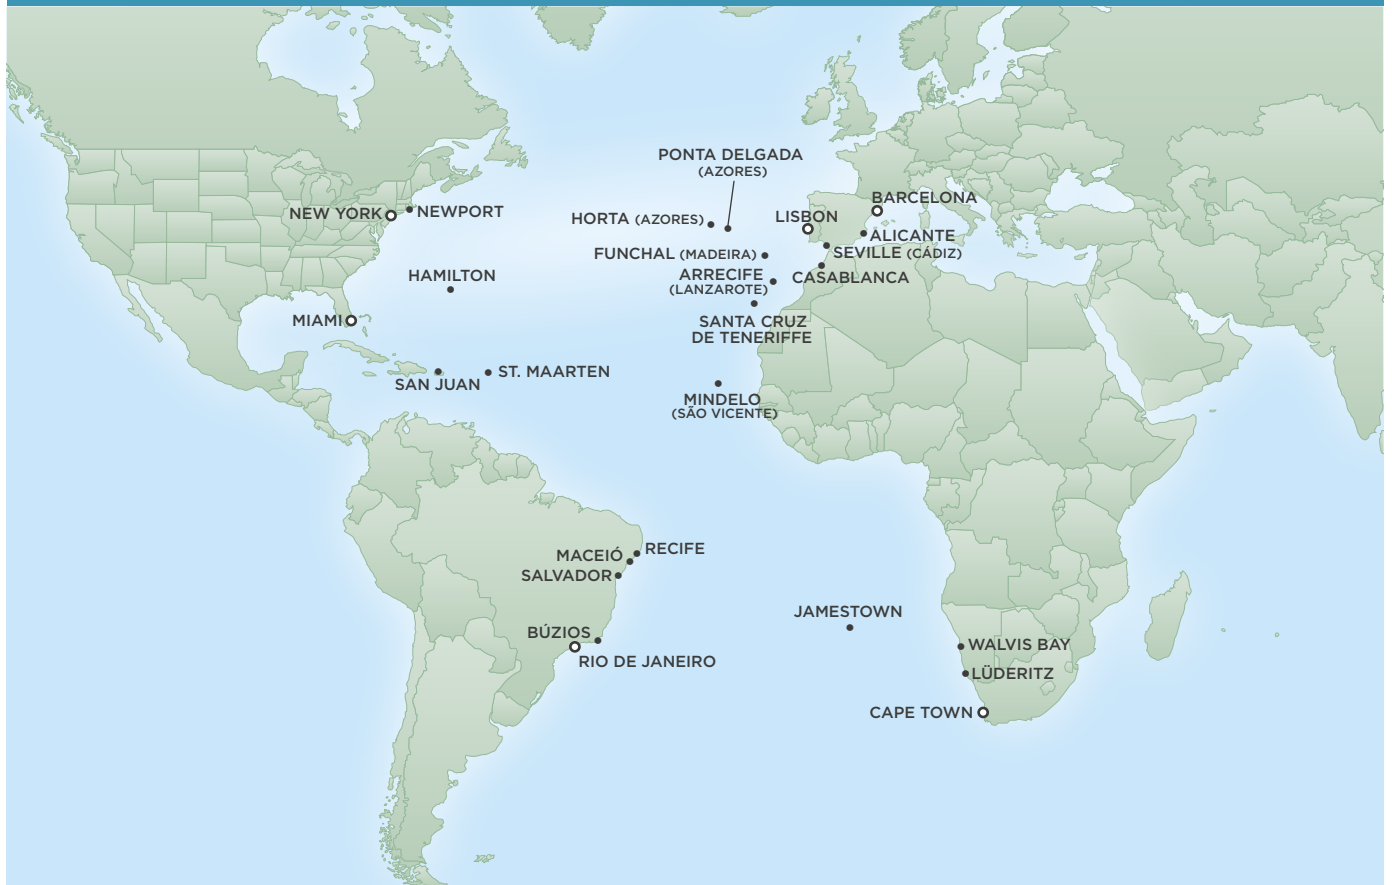 PONTA DELGADA
(AZORES)
BARCELONA
NEW YORK
NEWPORT
HORTA (AZORES)
LISBON
ALICANTE
FUNCHAL (MADEIRA)
SEVILLE (CÁDIZ)
HAMILTON
ARRECIFE
(LANZAROTE)
CASABLANCA
MIAMI
SANTA CRUZ
DE TENERIFFE
SAN JUAN
ST. MAARTEN
MINDELO
(SÃO VICENTE)
RECIFE
MACEIÓ
SALVADOR
JAMESTOWN
BÚZIOS
WALVIS BAY
RIO DE JANEIRO
LÜDERITZ
CAPE TOWN